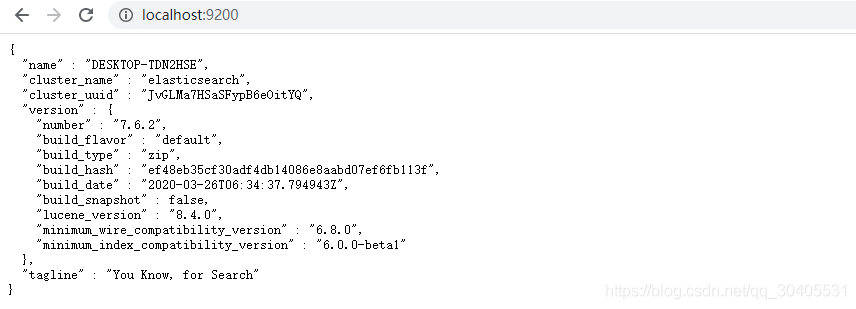 localhost:9200
{
"name" : "DESKTOP-TDN2HSE",
"cluster_name" : "elasticsearch",
"cluster_uuid" : "JvGLMa7HSaSFypB6eOitYQ",
"version" : {
"number" : "7.6.2",
"build_flavor" : "default",
"build_type" : "zip",
"build_hash" : "ef48eb35cf30adf4db14086e8aabd07ef6fb113f",
"build_date" : "2020-03-26T06:34:37.794943Z",
"build_snapshot" : false,
"lucene_version" : "8.4.0",
"minimum_wire_compatibility_version" : "6.8.0",
"minimum_index_compatibility_version" : "6.0.0-beta1"
},
"tagline" : "You Know, for Search"
}
https://blog.csdn.net/qq_30405531